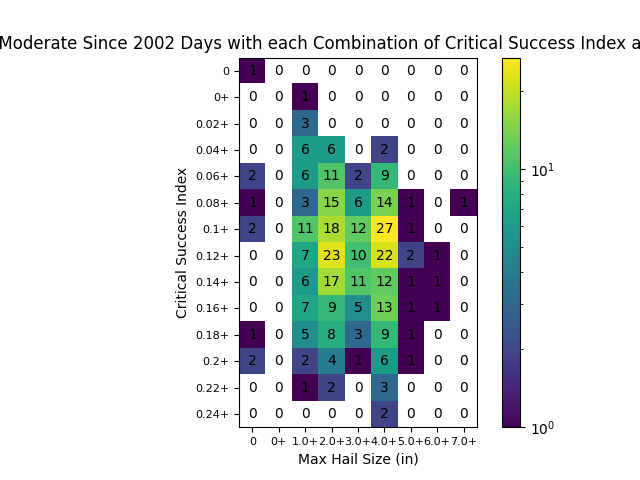 Moderate Since 2002 Days with each Combination of Critical Success Index a
0 1 0 0 0 0 0 0 0 0
0+ 0 0 1 0 0 0 0 0 0
0.02+ 0 0 3 0 0 0 0 0 0
0.04+ 0 0 6 6 0 2 0 0 0
0.06+ 2 0 6 11 2 9 0 0 0
0.08+ 1 0 3 15 6 14 1 0 1
0.1+ 2 0 11 18 12 27 1 0 0
0.12+ 0 0 7 23 10 22 2 1 0
0.14+ 0 0 6 17 11 12 1 1 0
0.16+ 0 0 7 9 5 13 1 1 0
0.18+ 1 0 5 8 3 9 1 0 0
0.2+ 2 0 2 4 1 6 1 0 0
0.22+ 0 0 1 2 0 3 0 0 0
0.24+ 0 0 0 0 0 2 0 0 0
0 0+ 1.0+ 2.0+ 3.0+ 4.0+ 5.0+ 6.0+ 7.0+
Max Hail Size (in)
Critical Success Index
10¹
10⁰